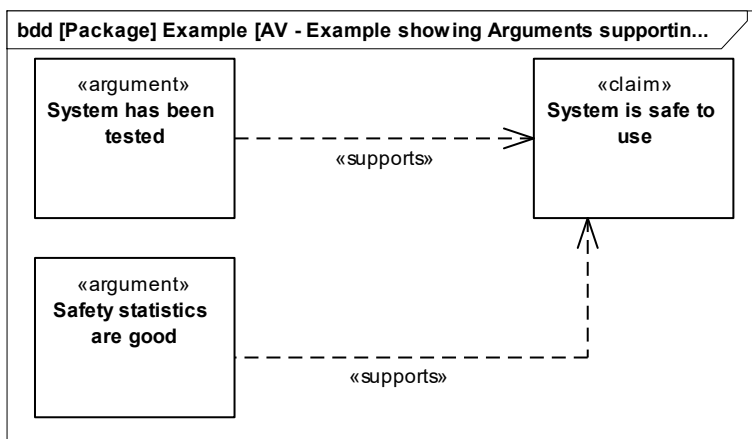 bdd [Package] Example [AV - Example showing Arguments supportin...
«argument»
System has been
tested
«claim»
System is safe to
use
«supports»
«argument»
Safety statistics
are good
«supports»